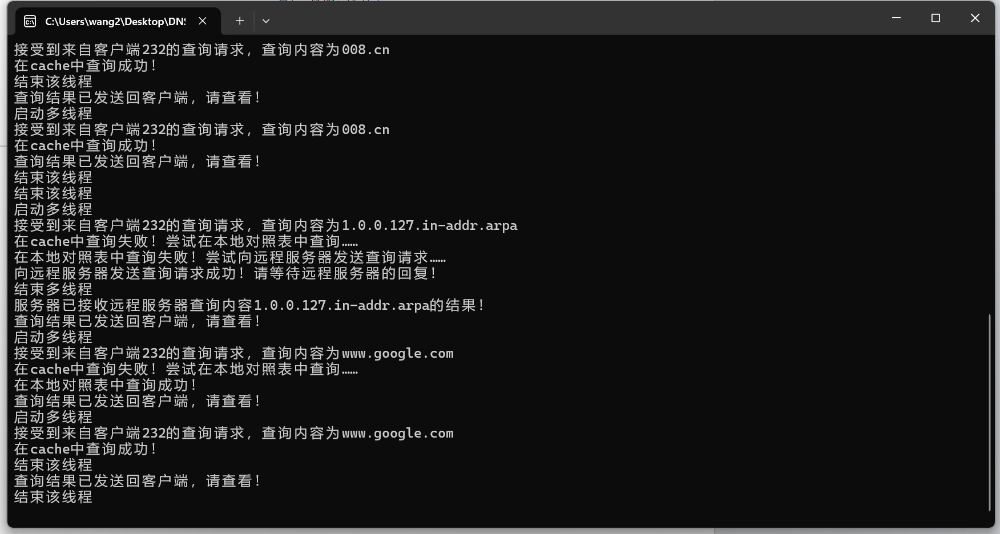 C:\Users\wang2\Desktop\DNS
接受到来自客户端232的查询请求，查询内容为008.cn
在cache中查询成功！
结束该线程
查询结果已发送回客户端，请查看！
启动多线程
接受到来自客户端232的查询请求，查询内容为008.cn
在cache中查询成功！
查询结果已发送回客户端，请查看！
结束该线程
结束该线程
启动多线程
接受到来自客户端232的查询请求，查询内容为1.0.0.127.in-addr.arpa
在cache中查询失败！尝试在本地对照表中查询……
在本地对照表中查询失败！尝试向远程服务器发送查询请求……
向远程服务器发送查询请求成功！请等待远程服务器的回复！
结束多线程
服务器已接收远程服务器查询内容1.0.0.127.in-addr.arpa的结果！
查询结果已发送回客户端，请查看！
启动多线程
接受到来自客户端232的查询请求，查询内容为www.google.com
在cache中查询失败！尝试在本地对照表中查询……
在本地对照表中查询成功！
查询结果已发送回客户端，请查看！
启动多线程
接受到来自客户端232的查询请求，查询内容为www.google.com
在cache中查询成功！
结束该线程
查询结果已发送回客户端，请查看！
结束该线程